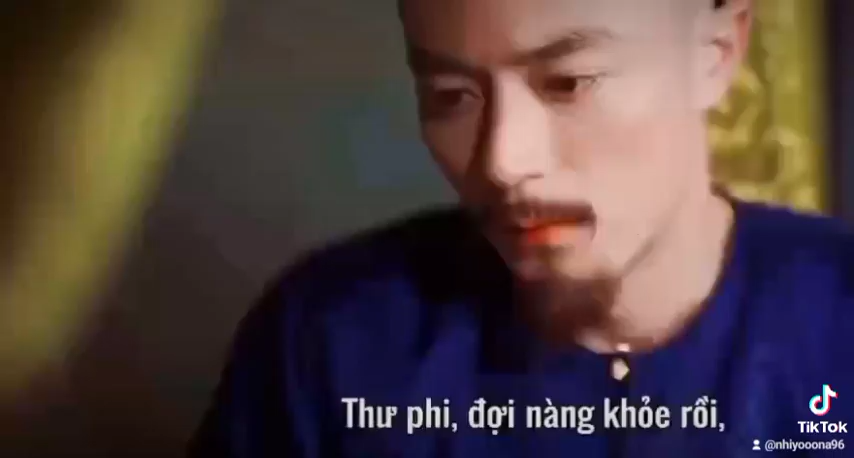 Thư phi, đợi nàng khỏe rồi,
TikTok
@nhiyooona96